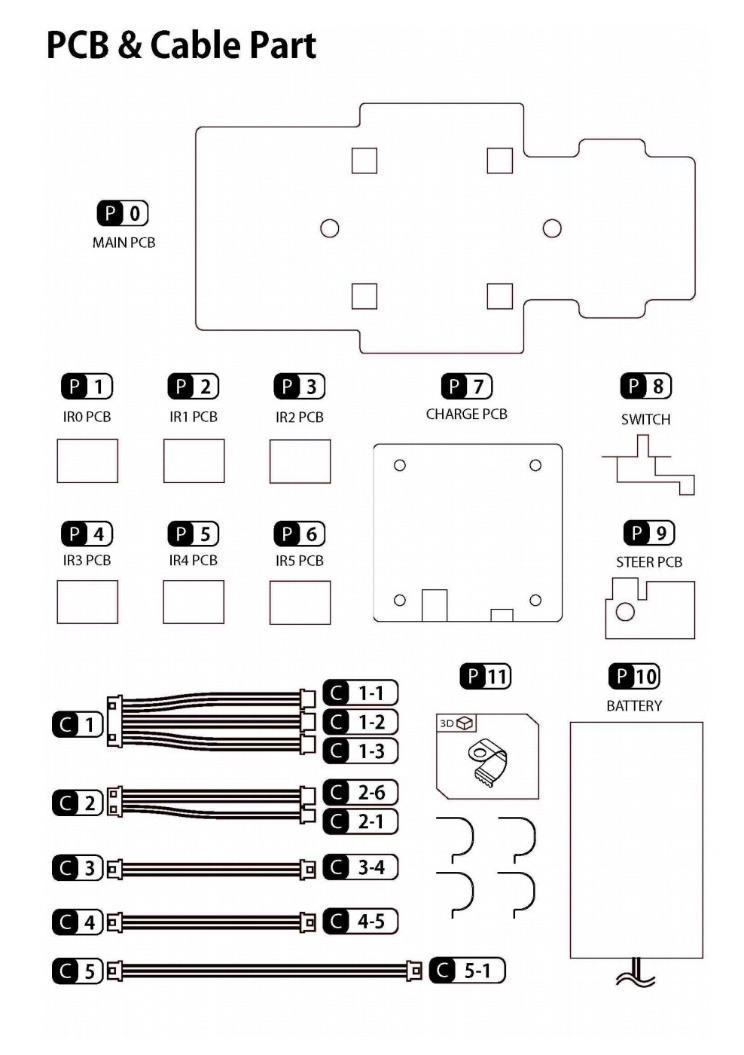 PCB & Cable Part
P 0
MAIN PCB
P 1
IR0 PCB
P 2
IR1 PCB
P 3
IR2 PCB
P 7
CHARGE PCB
P 8
SWITCH
P 4
IR3 PCB
P 5
IR4 PCB
P 6
IR5 PCB
P 9
STEER PCB
P 11
P 10
BATTERY
3D
C 1
C 1-1
C 1-2
C 1-3
C 2
C 2-6
C 2-1
C 3
C 3-4
C 4
C 4-5
C 5
C 5-1